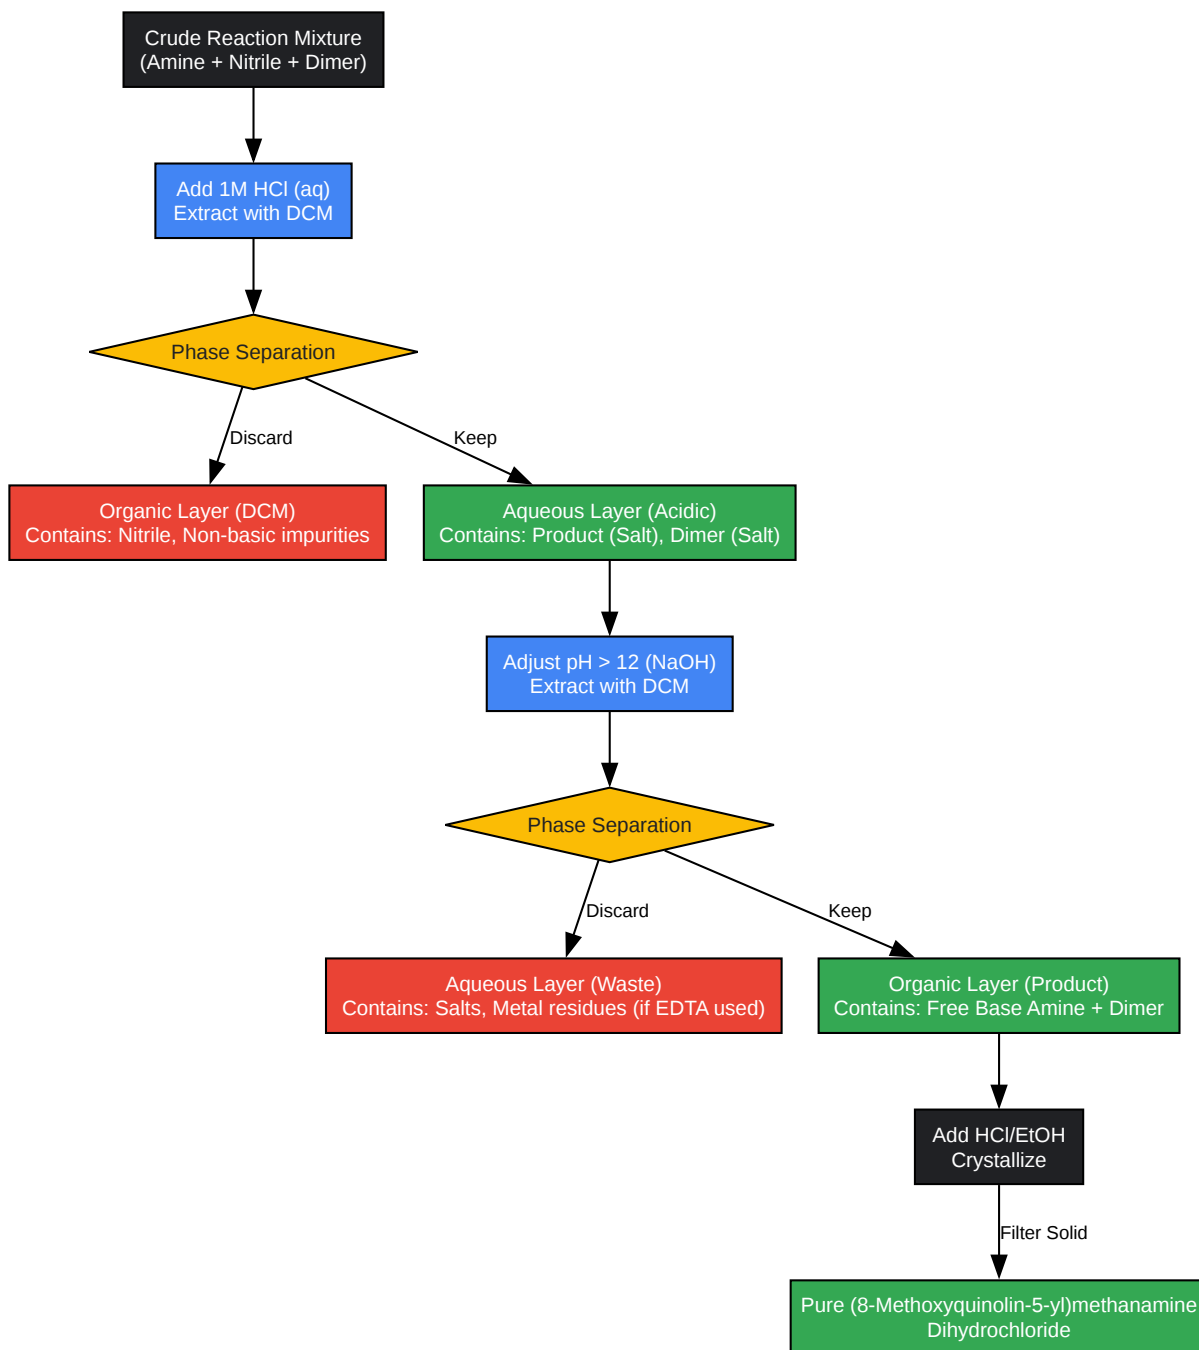 Crude Reaction Mixture
(Amine + Nitrile + Dimer)
Add 1M HCl (aq)
Extract with DCM
Phase Separation
Discard
Keep
Organic Layer (DCM)
Contains: Nitrile, Non-basic impurities
Aqueous Layer (Acidic)
Contains: Product (Salt), Dimer (Salt)
Adjust pH > 12 (NaOH)
Extract with DCM
Phase Separation
Discard
Keep
Aqueous Layer (Waste)
Contains: Salts, Metal residues (if EDTA used)
Organic Layer (Product)
Contains: Free Base Amine + Dimer
Add HCl/EtOH
Crystallize
Filter Solid
Pure (8-Methoxyquinolin-5-yl)methanamine
Dihydrochloride